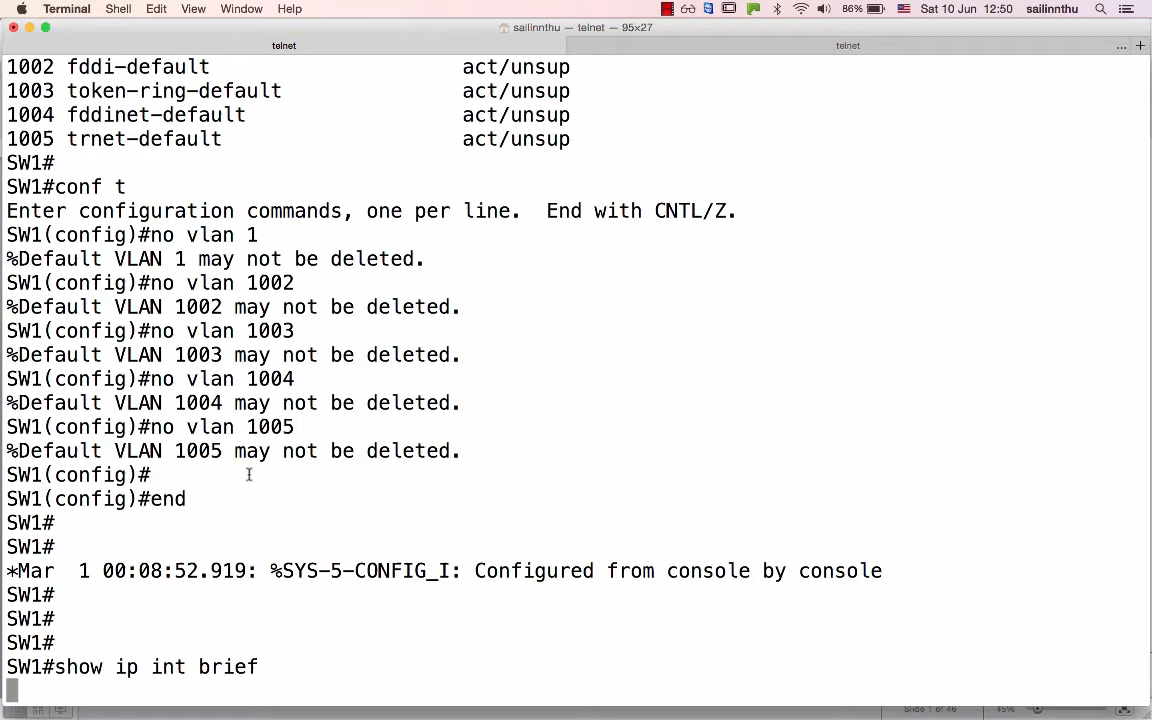 Terminal Shell Edit View Window Help 86% Sat 10 Jun 12:50 sailinnthu
sailinnthu — telnet — 95x27
telnet telnet ... +
1002 fddi-default act/unsup
1003 token-ring-default act/unsup
1004 fddinet-default act/unsup
1005 trnet-default act/unsup
SW1#
SW1#conf t
Enter configuration commands, one per line. End with CNTL/Z.
SW1(config)#no vlan 1
%Default VLAN 1 may not be deleted.
SW1(config)#no vlan 1002
%Default VLAN 1002 may not be deleted.
SW1(config)#no vlan 1003
%Default VLAN 1003 may not be deleted.
SW1(config)#no vlan 1004
%Default VLAN 1004 may not be deleted.
SW1(config)#no vlan 1005
%Default VLAN 1005 may not be deleted.
SW1(config)#
SW1(config)#end
SW1#
SW1#
*Mar 1 00:08:52.919: %SYS-5-CONFIG_I: Configured from console by console
SW1#
SW1#
SW1#
SW1#show ip int brief
Slide 1 of 46 45%